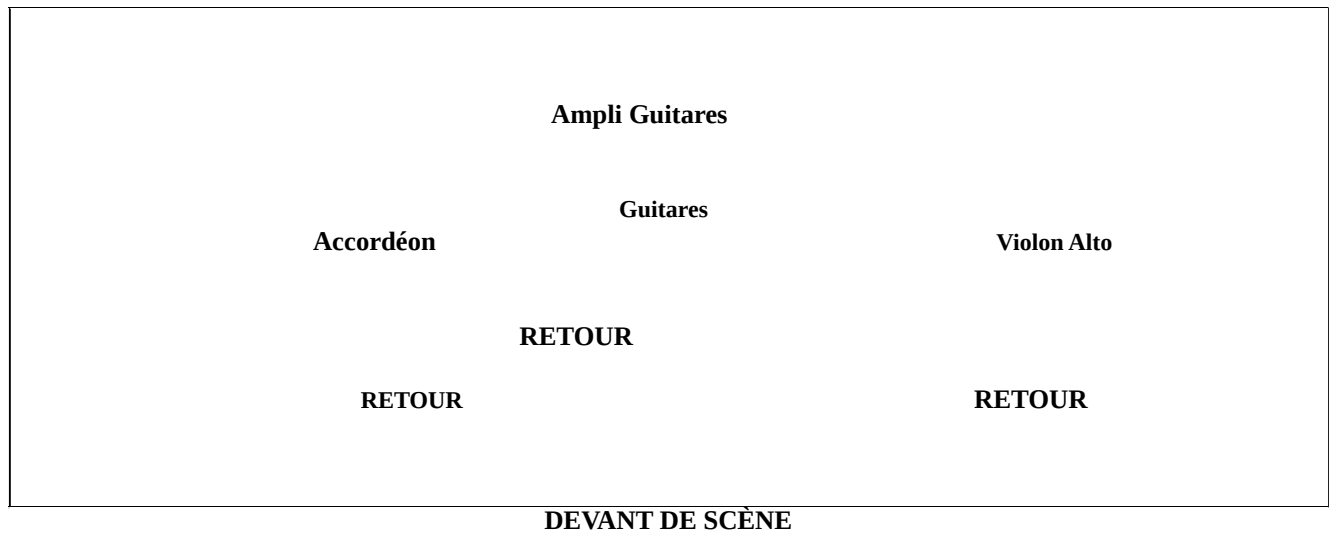 Ampli Guitares
Guitares
Accordéon
Violon Alto
RETOUR
RETOUR
RETOUR
DEVANT DE SCÈNE